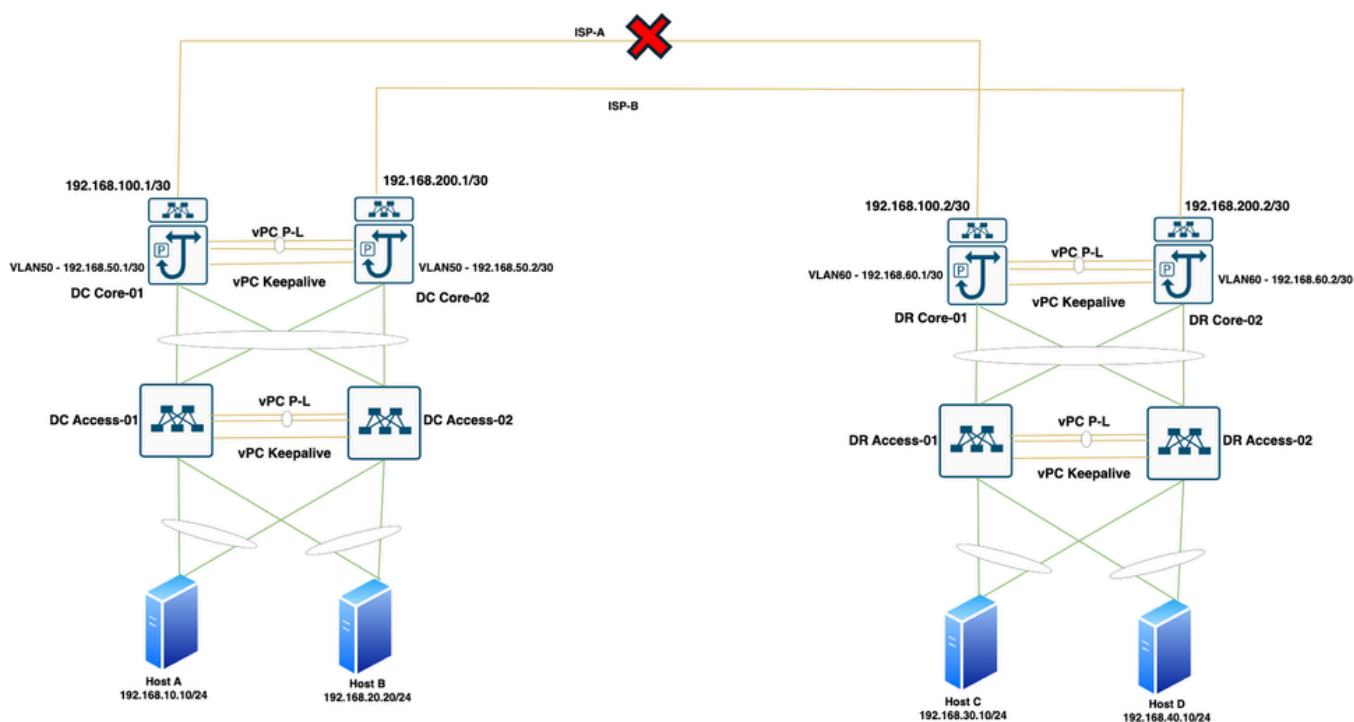 ISP-A
ISP-B
192.168.100.1/30
192.168.200.1/30
192.168.100.2/30
192.168.200.2/30
vPC P-L
P
P
VLAN50 - 192.168.50.1/30
VLAN50 - 192.168.50.2/30
vPC Keepalive
DC Core-01
DC Core-02
vPC P-L
P
P
VLAN60 - 192.168.60.1/30
VLAN60 - 192.168.60.2/30
vPC Keepalive
DR Core-01
DR Core-02
vPC P-L
DC Access-01
DC Access-02
vPC Keepalive
vPC P-L
DR Access-01
DR Access-02
vPC Keepalive
Host A
192.168.10.10/24
Host B
192.168.20.20/24
Host C
192.168.30.10/24
Host D
192.168.40.10/24